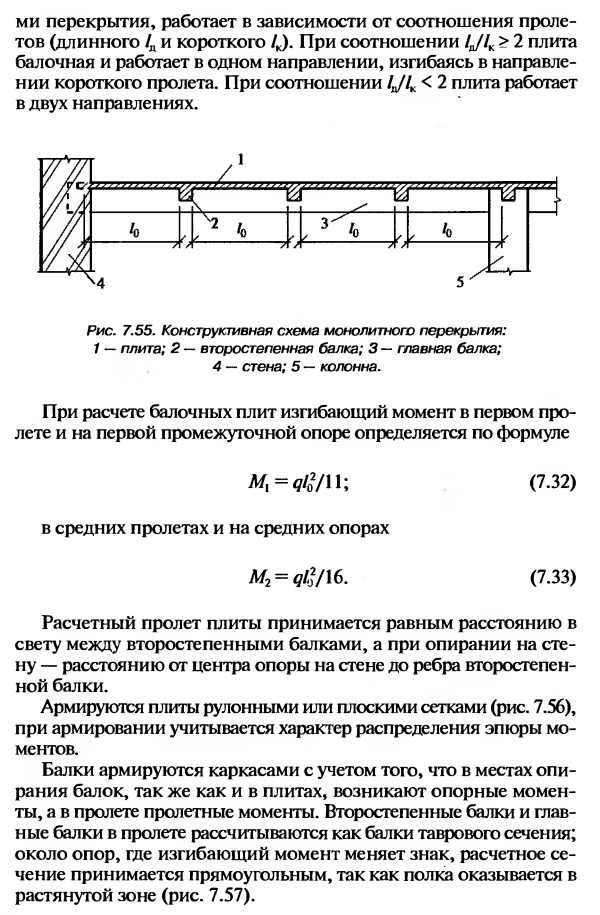 ми перекрытия, работает в зависимости от соотношения проле-
тов (длинного lд и короткого lк). При соотношении lд/lк ≥ 2 плита
балочная и работает в одном направлении, изгибаясь в направле-
нии короткого пролета. При соотношении lд/lк < 2 плита работает
в двух направлениях.
1
2
3
l₀
l₀
l₀
l₀
4
5
Рис. 7.55. Конструктивная схема монолитного перекрытия:
1 — плита; 2 — второстепенная балка; 3 — главная балка;
4 — стена; 5 — колонна.
При расчете балочных плит изгибающий момент в первом про-
лете и на первой промежуточной опоре определяется по формуле
M₁ = ql₀²/11; (7.32)
в средних пролетах и на средних опорах
M₂ = ql₀²/16. (7.33)
Расчетный пролет плиты принимается равным расстоянию в
свету между второстепенными балками, а при опирании на сте-
ну — расстоянию от центра опоры на стене до ребра второстепен-
ной балки.
Армируются плиты рулонными или плоскими сетками (рис. 7.56),
при армировании учитывается характер распределения эпюры мо-
ментов.
Балки армируются каркасами с учетом того, что в местах опи-
рания балок, так же как и в плитах, возникают опорные момен-
ты, а в пролете пролетные моменты. Второстепенные балки и глав-
ные балки в пролете рассчитываются как балки таврового сечения;
около опор, где изгибающий момент меняет знак, расчетное се-
чение принимается прямоугольным, так как полка оказывается в
растянутой зоне (рис. 7.57).